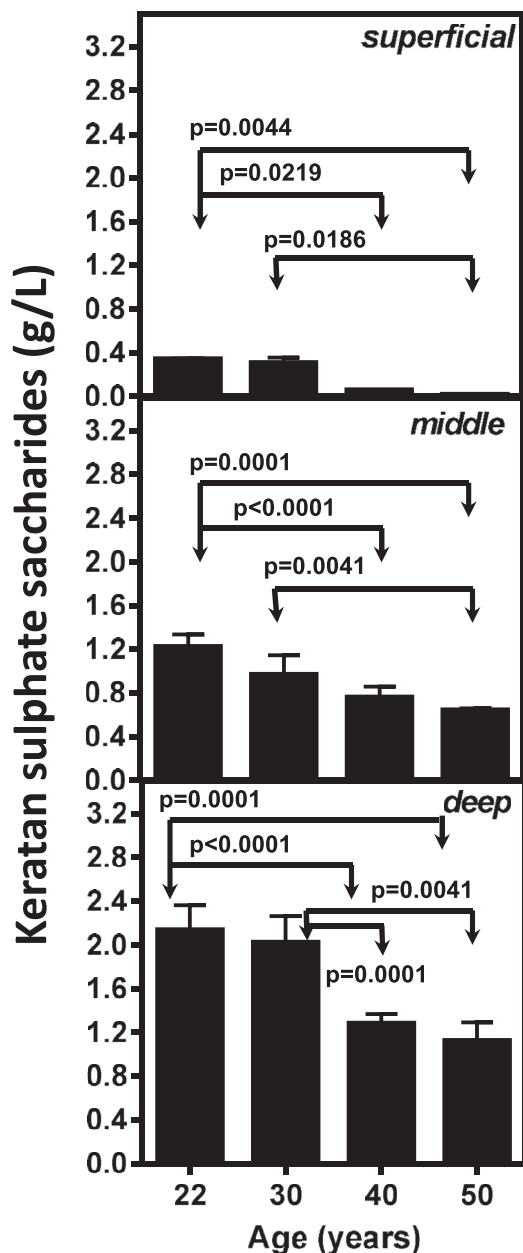 Keratan sulphate saccharides (g/L)
superficial
3.2
2.8
2.4
2.0
1.6
1.2
0.8
0.4
0.0
p=0.0044
p=0.0219
p=0.0186
middle
3.2
2.8
2.4
2.0
1.6
1.2
0.8
0.4
0.0
p=0.0001
p<0.0001
p=0.0041
deep
3.2
2.8
2.4
2.0
1.6
1.2
0.8
0.4
0.0
p=0.0001
p<0.0001
p=0.0041
p=0.0001
22 30 40 50
Age (years)